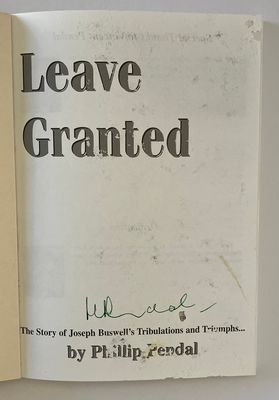 Leave
Granted
The Story of Joseph Buswell's Tribulations and Triumphs...
by Phillip Pendal